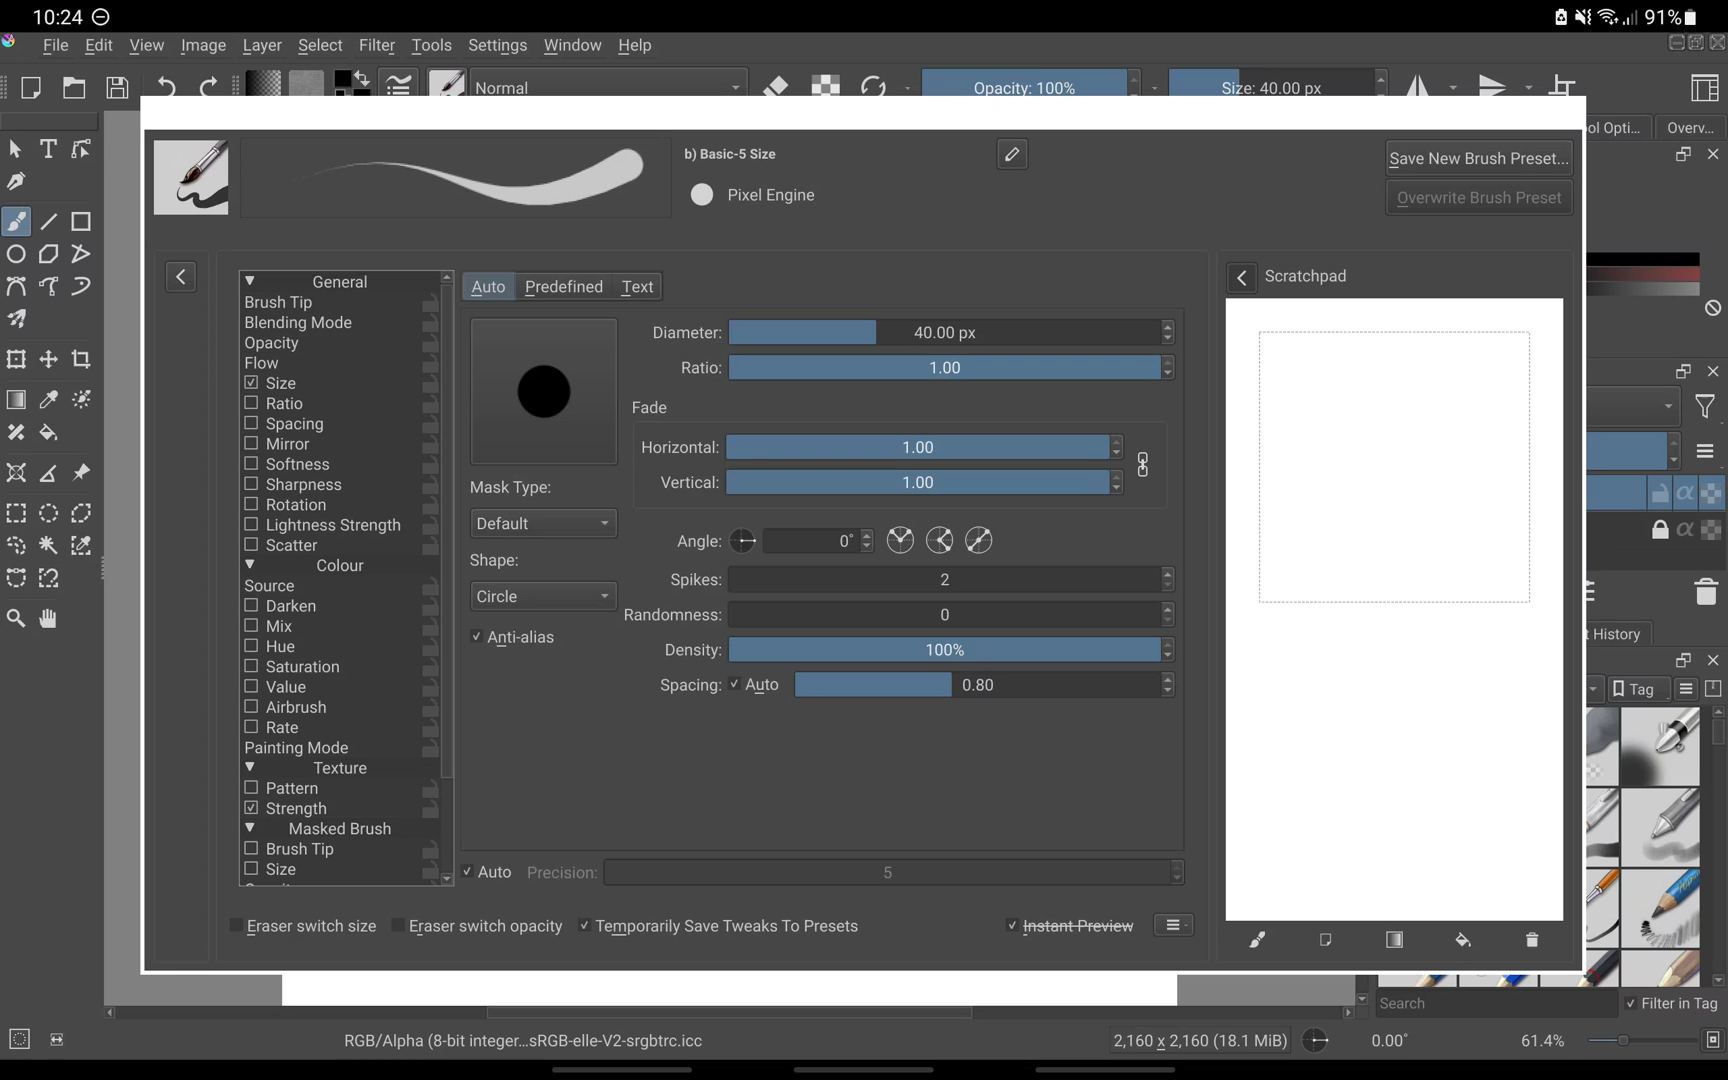 10:24
91%
File Edit View Image Layer Select Filter Tools Settings Window Help
Normal
Opacity: 100%
Size: 40.00 px
ool Opti...
Overv...
b) Basic-5 Size
Pixel Engine
Save New Brush Preset...
Overwrite Brush Preset
General
Brush Tip
Blending Mode
Opacity
Flow
Size
Ratio
Spacing
Mirror
Softness
Sharpness
Rotation
Lightness Strength
Scatter
Colour
Source
Darken
Mix
Hue
Saturation
Value
Airbrush
Rate
Painting Mode
Texture
Pattern
Strength
Masked Brush
Brush Tip
Size
Auto Predefined Text
Diameter: 40.00 px
Ratio: 1.00
Fade
Horizontal: 1.00
Vertical: 1.00
Mask Type:
Default
Shape:
Circle
Anti-alias
Angle: 0°
Spikes: 2
Randomness: 0
Density: 100%
Spacing: Auto 0.80
Auto Precision: 5
Eraser switch size Eraser switch opacity Temporarily Save Tweaks To Presets Instant Preview
Scratchpad
t History
Tag
Search
Filter in Tag
RGB/Alpha (8-bit integer...sRGB-elle-V2-srgbtrc.icc
2,160 x 2,160 (18.1 MiB)
0.00°
61.4%